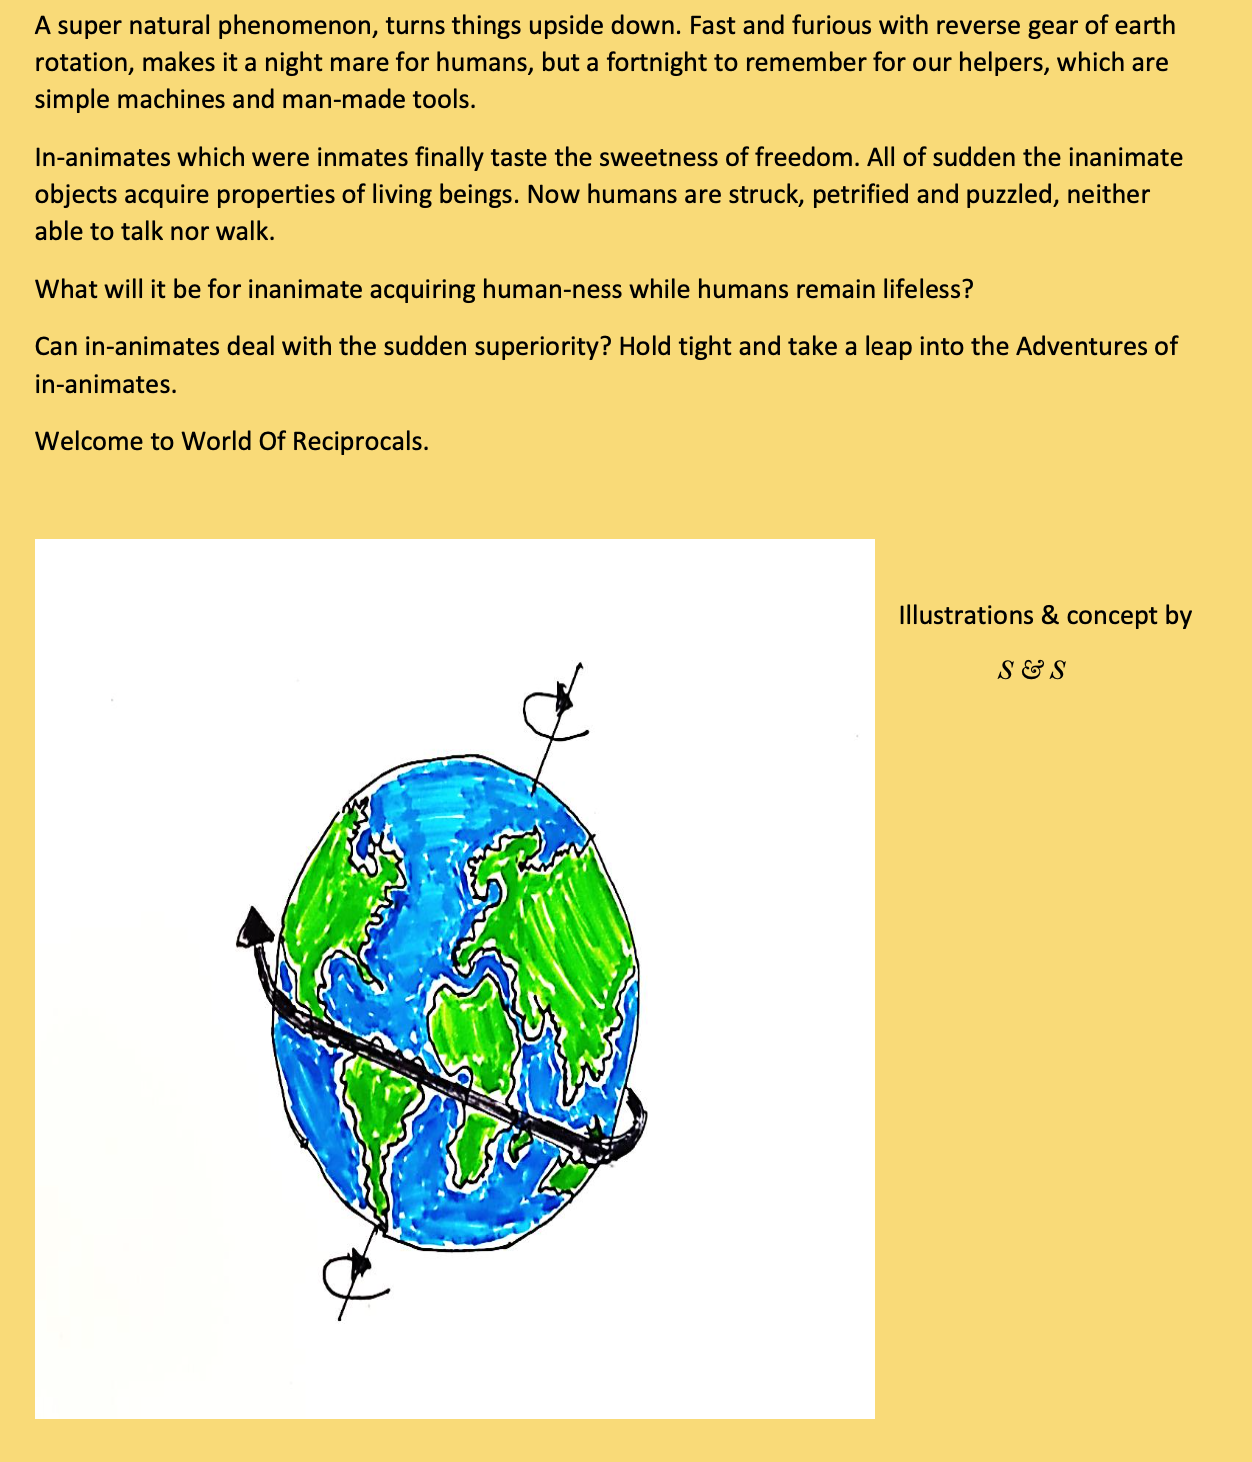 A super natural phenomenon, turns things upside down. Fast and furious with reverse gear of earth
rotation, makes it a night mare for humans, but a fortnight to remember for our helpers, which are
simple machines and man-made tools.
In-animates which were inmates finally taste the sweetness of freedom. All of sudden the inanimate
objects acquire properties of living beings. Now humans are struck, petrified and puzzled, neither
able to talk nor walk.
What will it be for inanimate acquiring human-ness while humans remain lifeless?
Can in-animates deal with the sudden superiority? Hold tight and take a leap into the Adventures of
in-animates.
Welcome to World Of Reciprocals.
Illustrations & concept by
S & S